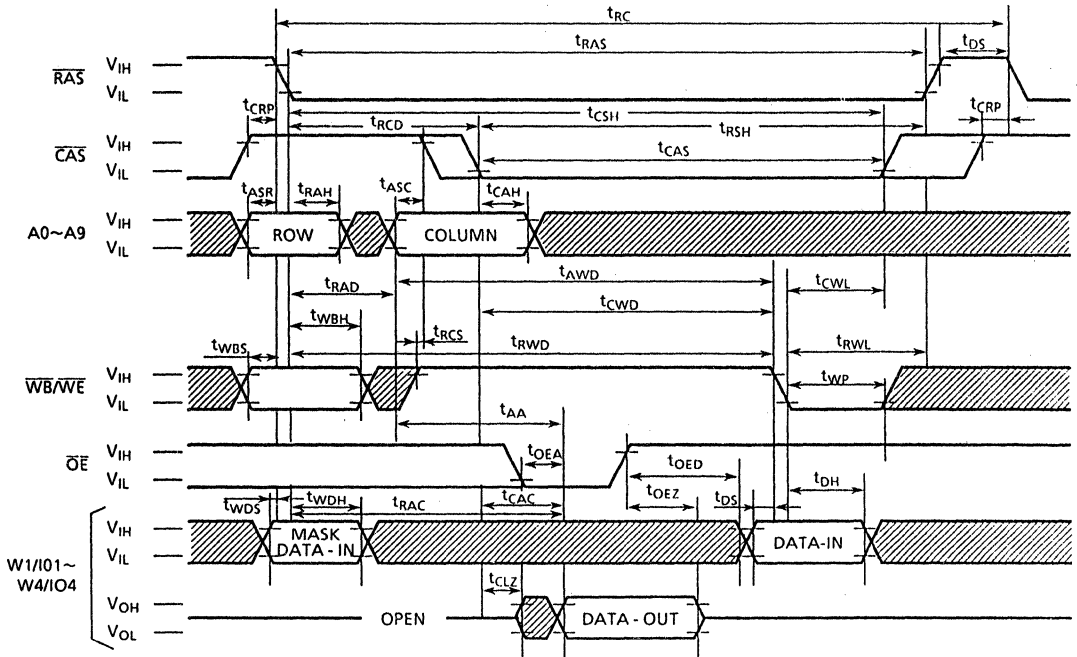 tRC
tRAS
tDS
RAS
VIH
VIL
tCRP
tCSH
tCRP
tRCD
tRSH
CAS
VIH
VIL
tCAS
tASR
tRAH
tASC
tCAH
A0~A9
VIH
VIL
ROW
COLUMN
tAWD
tRAD
tCWL
tCWD
tWBH
tRCS
tWBS
tRWD
tRWL
WB/WE
VIH
VIL
tWP
tAA
OE
VIH
VIL
tOEA
tOED
tOEZ
tDS
tDH
tWDS
tWDH
tRAC
tCAC
W1/I01~
W4/IO4
VIH
VIL
MASK
DATA-IN
DATA-IN
tCLZ
VOH
VOL
OPEN
DATA-OUT